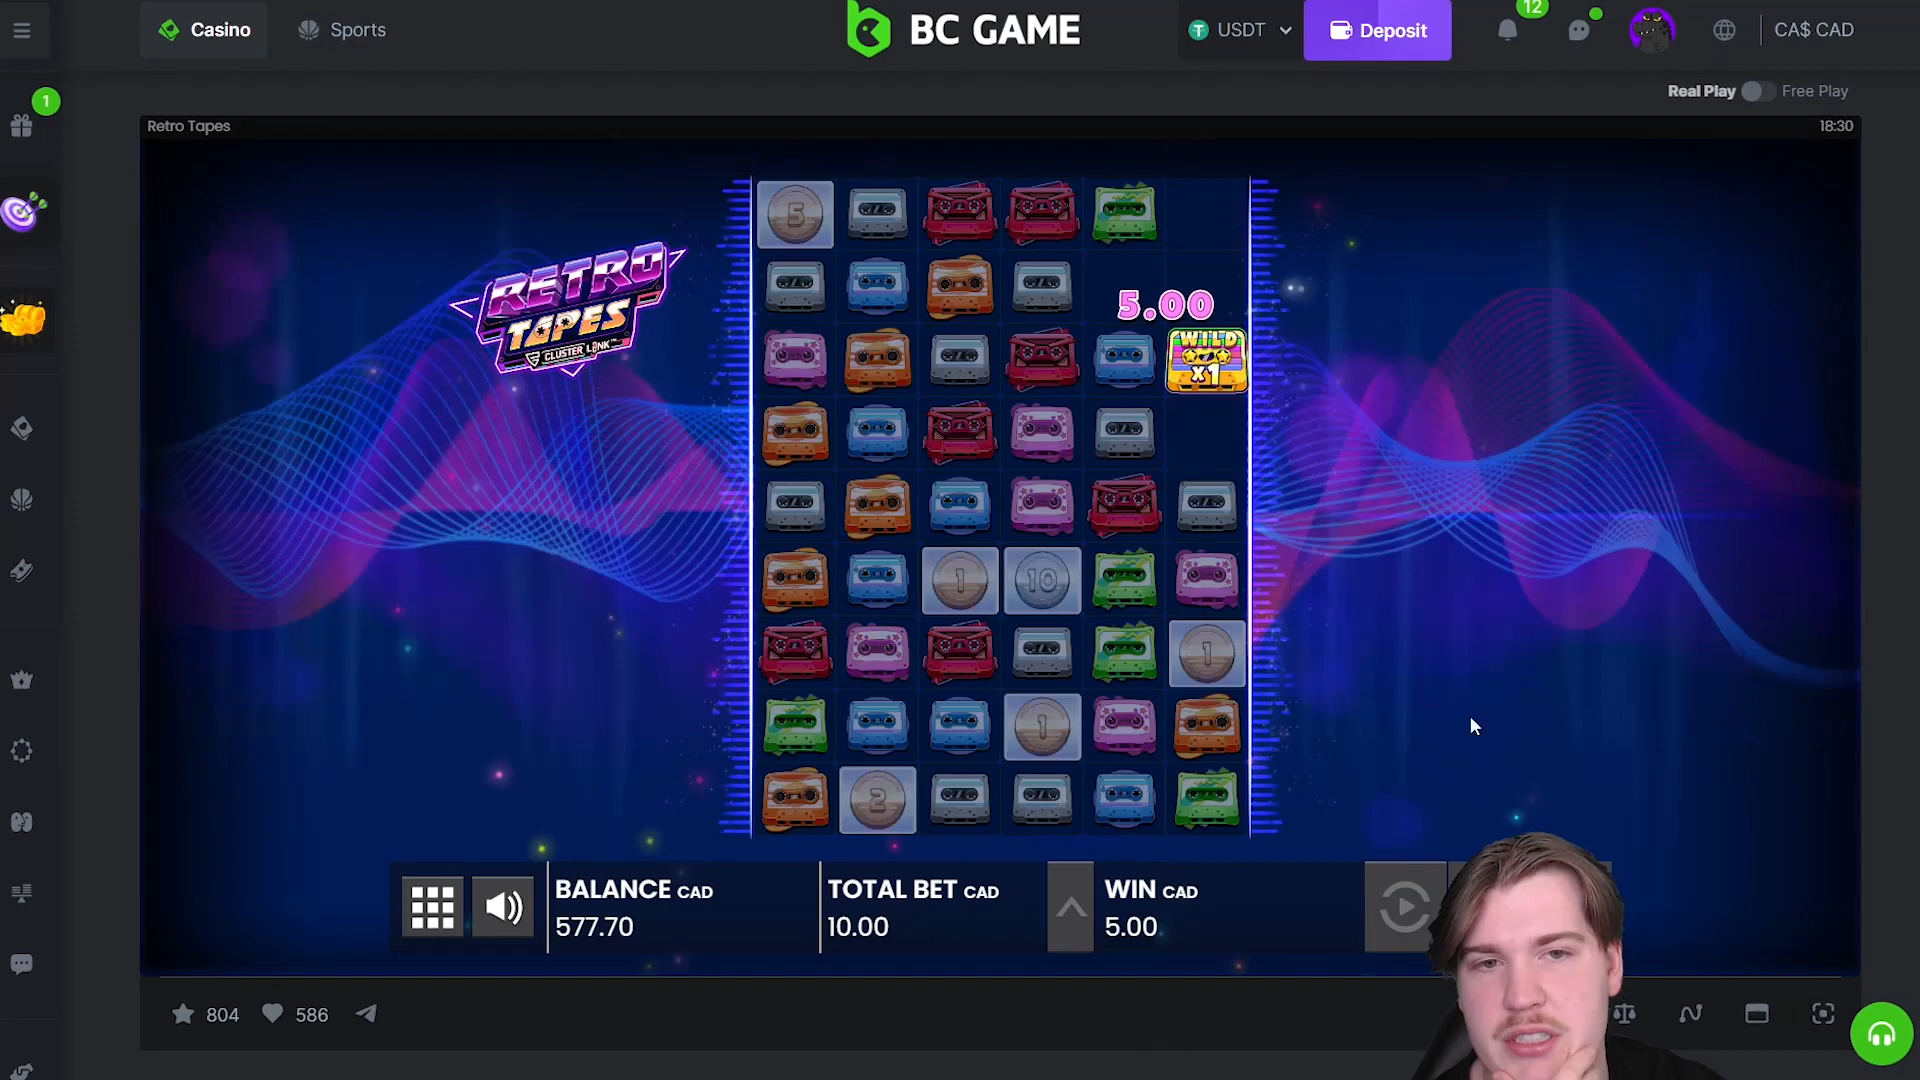 Casino
Sports
BC GAME
USDT
Deposit
12
CA$ CAD
1
Real Play
Free Play
Retro Tapes
18:30
RETRO
TAPES
CLUSTER LINK™
5
5.00
WILD
x1
1
10
1
1
2
BALANCE CAD
577.70
TOTAL BET CAD
10.00
WIN CAD
5.00
804
586